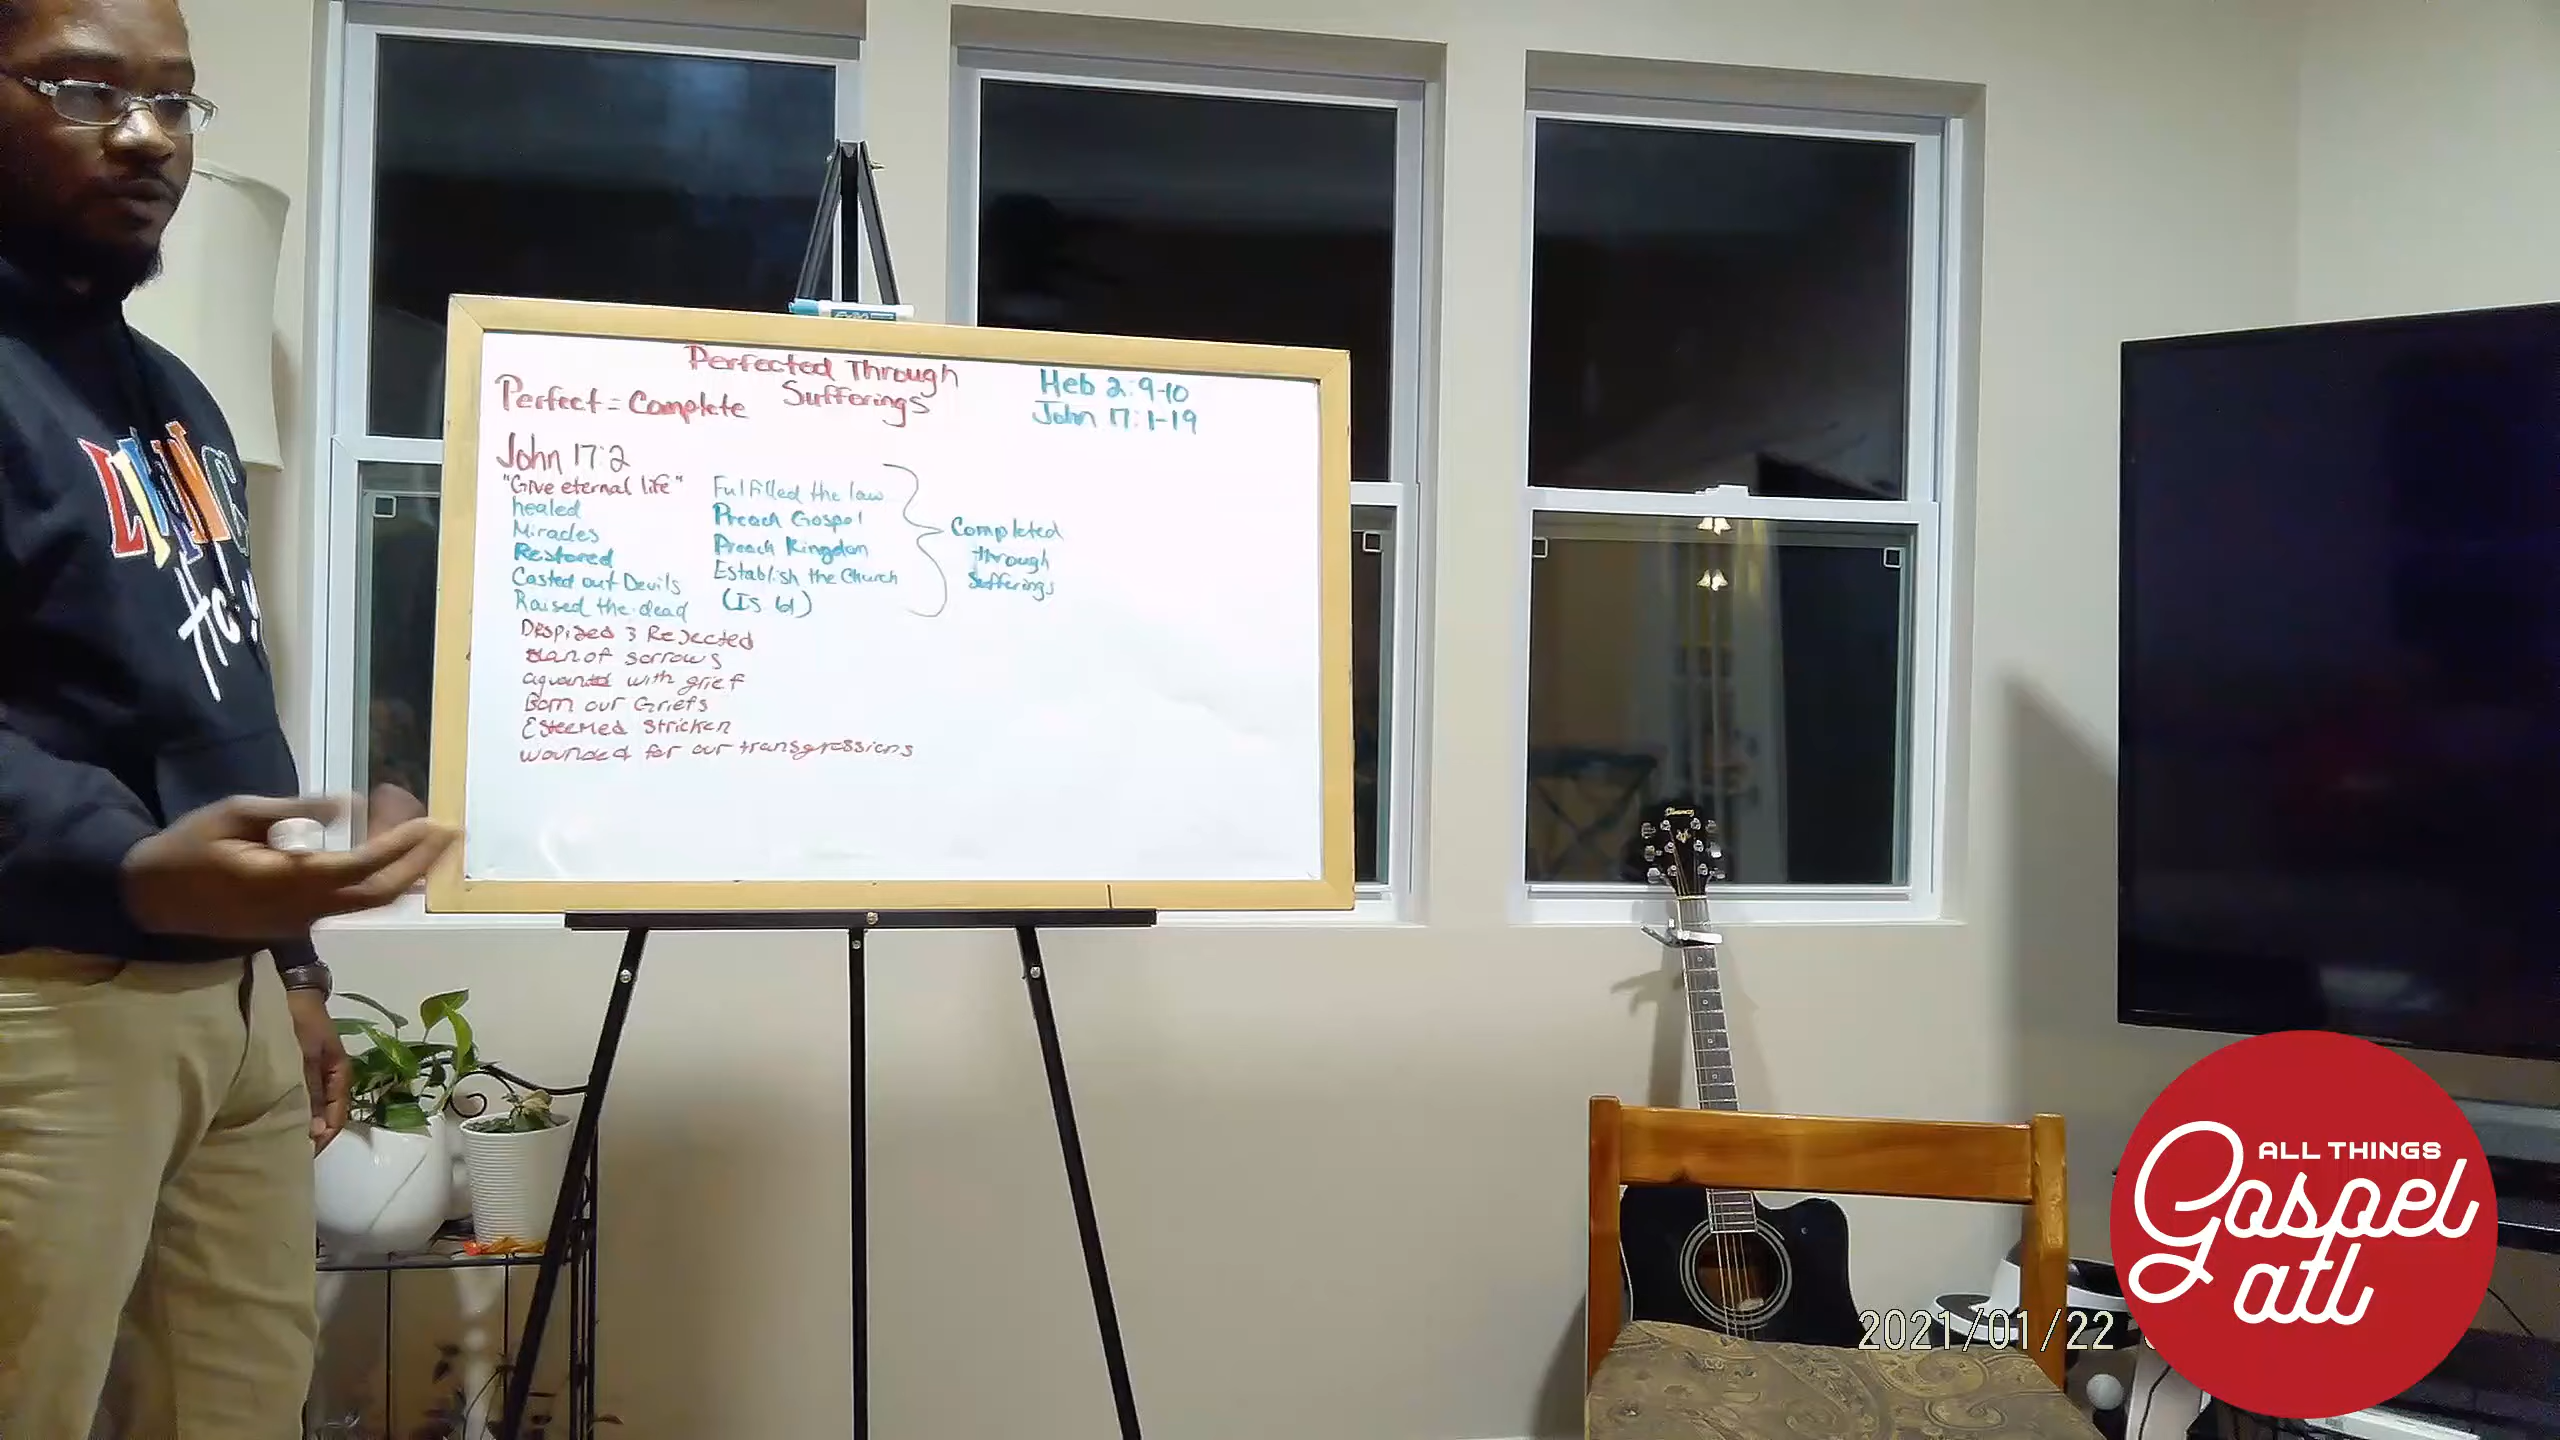 Perfected Through
Sufferings
Perfect = Complete
Heb 2:9-10
John 17:1-19
John 17:2
"Give eternal life"
healed
Miracles
Restored
Casted out Devils
Raised the dead
Fulfilled the law
Preach Gospel
Preach Kingdom
Establish the Church
(Is 61)
Completed
through
Sufferings
Despized & Rejected
Man of sorrows
with grief
Born our Griefs
Esteemed Stricken
wounded for our transgressions
Ibanez
ALL THINGS
Gospel
atl
2021/01/22